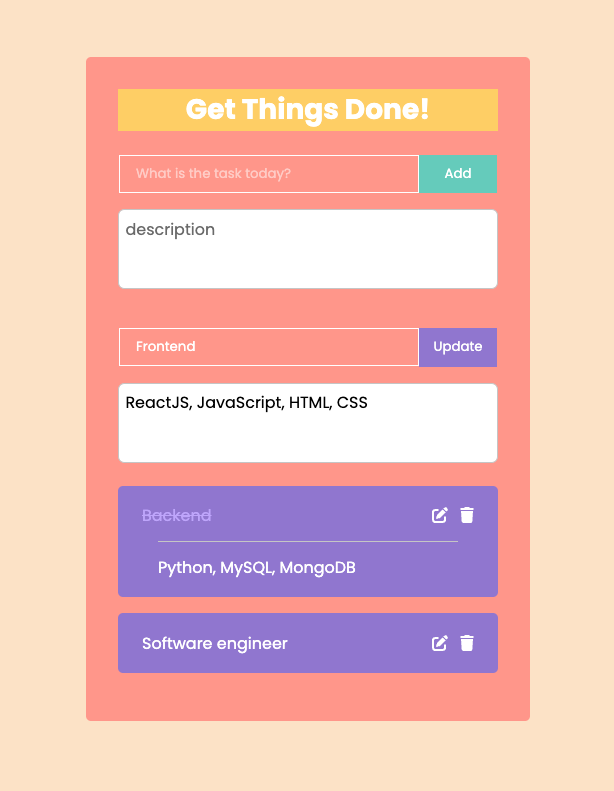 Get Things Done!
What is the task today?
Add
description
Frontend
Update
ReactJS, JavaScript, HTML, CSS
Backend
Python, MySQL, MongoDB
Software engineer